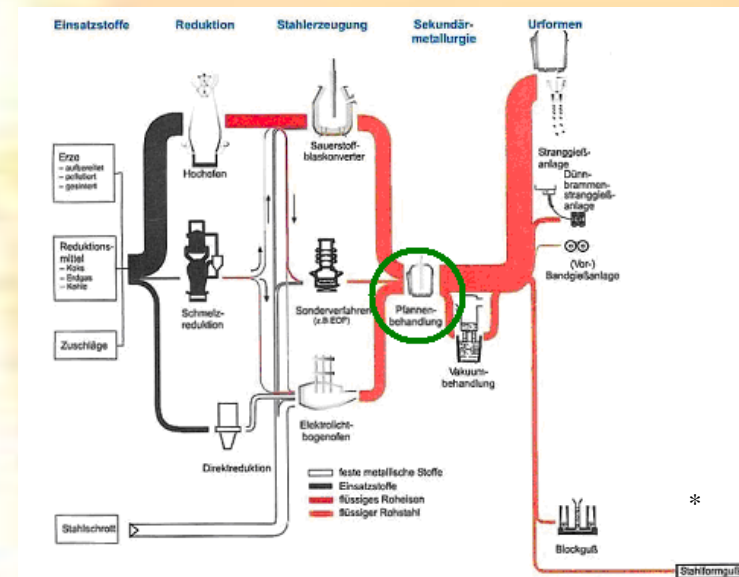 Einsatzstoffe
Reduktion
Stahlerzeugung
Sekundär-
metallurgie
Urformen
Erze
– aufbereitet
– pelletiert
– gesintert
Reduktions-
mittel
– Koks
– Erdgas
– Kohle
Zuschläge
Stahlschrott
Hochofen
Schmelz-
reduktion
Direktreduktion
Sauerstoff-
blaskonverter
Sonderverfahren
(z.B EOF)
Elektrolicht-
bogenofen
Pfannen-
behandlung
Vakuum-
behandlung
Stranggieß-
anlage
Dünn-
brammen-
stranggieß-
anlage
(Vor-)
Bandgießanlage
Blockguß
Stahlformguß
feste metallische Stoffe
Einsatzstoffe
flüssiges Roheisen
flüssiger Rohstahl
*